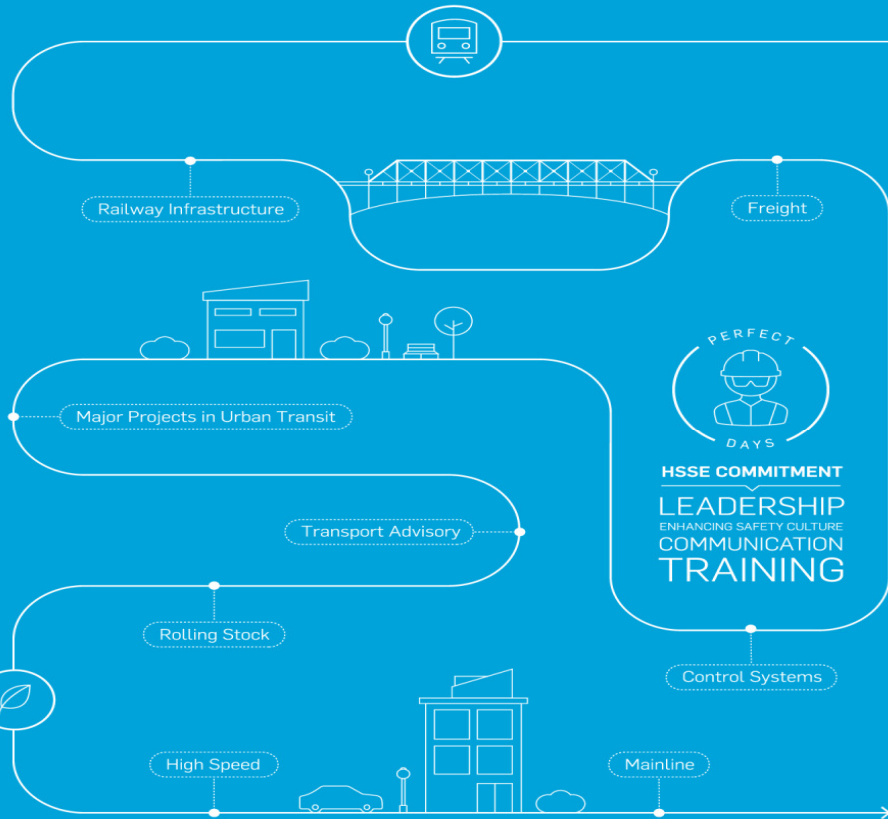 Railway Infrastructure
Freight
PERFECT
DAYS
HSSE COMMITMENT
LEADERSHIP
ENHANCING SAFETY CULTURE
COMMUNICATION
TRAINING
Major Projects in Urban Transit
Transport Advisory
Rolling Stock
Control Systems
High Speed
Mainline